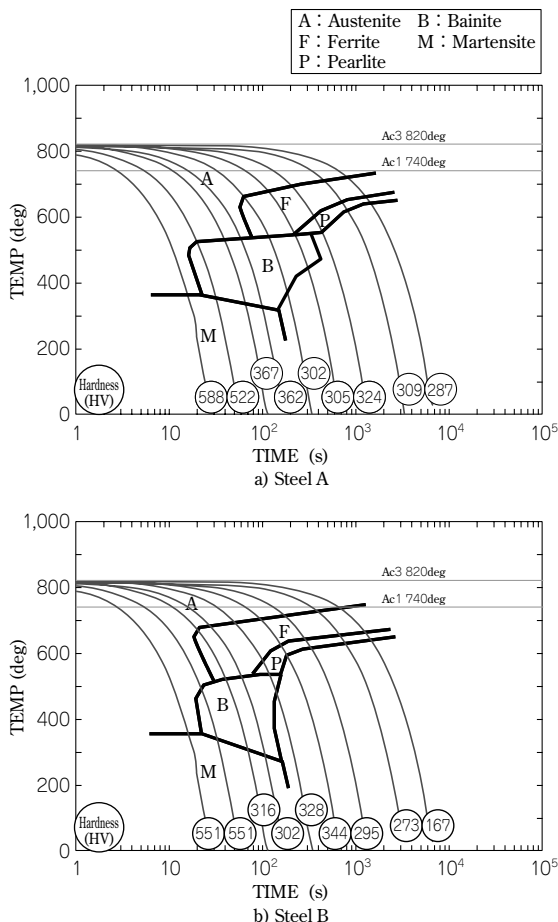 A：Austenite B：Bainite
F：Ferrite M：Martensite
P：Pearlite
1,000
800
600
400
200
0
TEMP (deg)
Ac3 820deg
Ac1 740deg
A
F
P
B
M
Hardness
(HV)
588
522
367
362
302
305
324
309
287
1
10
10²
10³
10⁴
10⁵
TIME (s)
a) Steel A
1,000
800
600
400
200
0
TEMP (deg)
Ac3 820deg
Ac1 740deg
A
F
P
B
M
Hardness
(HV)
551
551
316
302
328
344
295
273
167
1
10
10²
10³
10⁴
10⁵
TIME (s)
b) Steel B